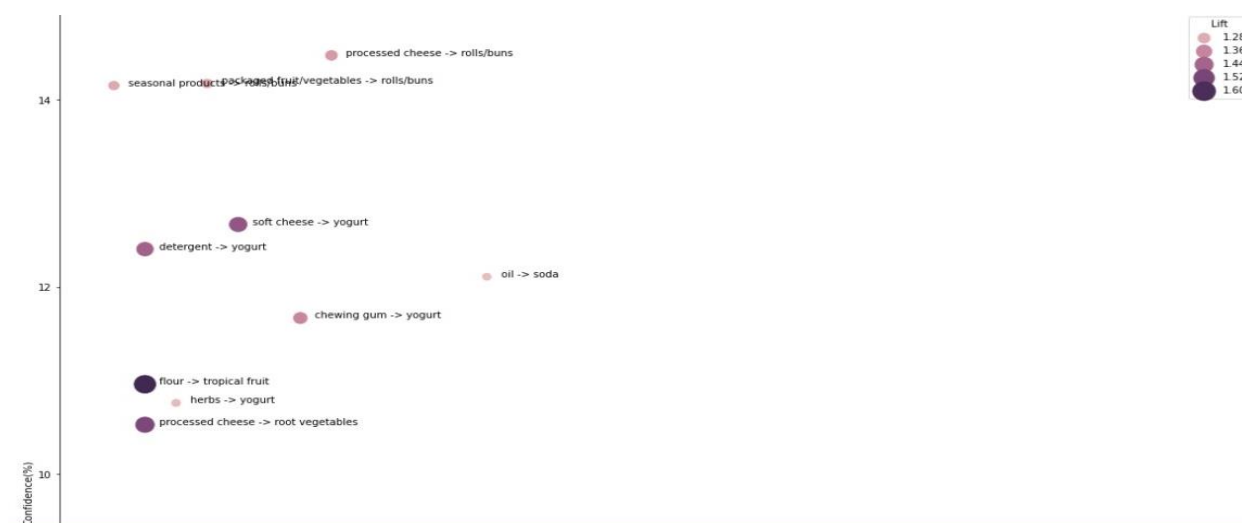 Lift
1.28
1.36
1.44
1.52
1.60
processed cheese -> rolls/buns
packaged fruit/vegetables -> rolls/buns
seasonal products -> rolls/buns
14
soft cheese -> yogurt
detergent -> yogurt
oil -> soda
12
chewing gum -> yogurt
flour -> tropical fruit
herbs -> yogurt
processed cheese -> root vegetables
10
Confidence(%)